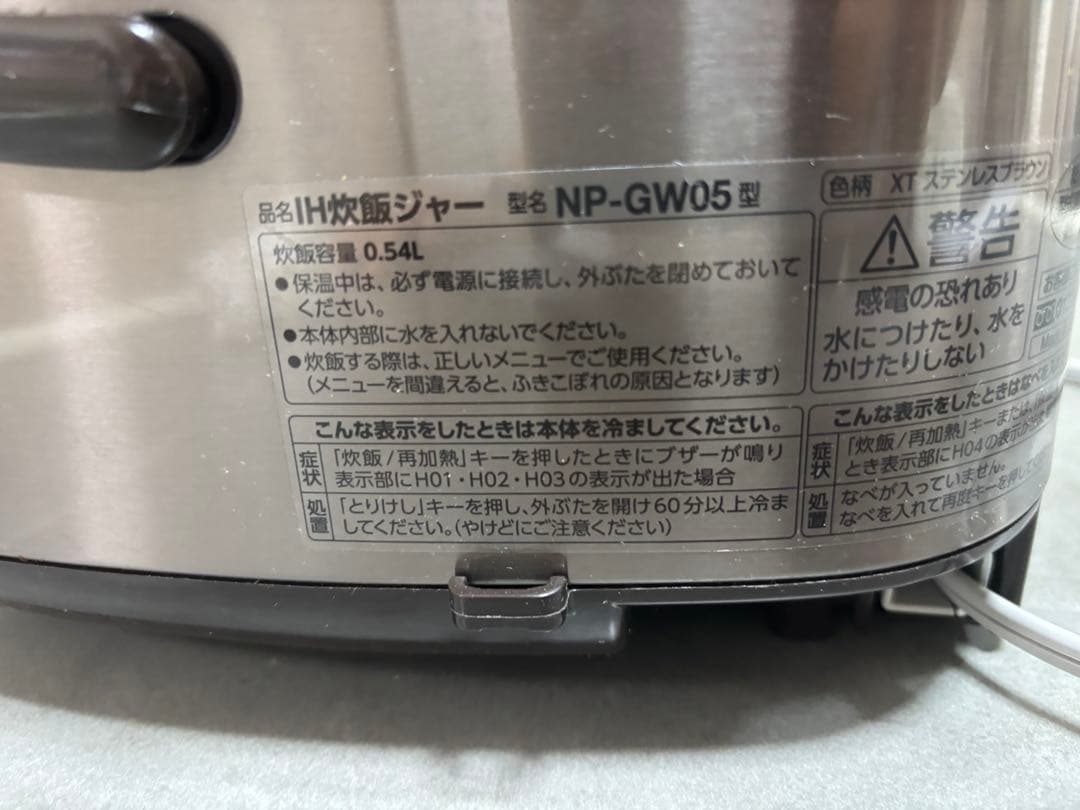 品名 IH炊飯ジャー 型名 NP-GW05型
炊飯容量 0.54L
●保温中は、必ず電源に接続し、外ぶたを閉めておいて
ください。
●本体内部に水を入れないでください。
●炊飯する際は、正しいメニューでご使用ください。
(メニューを間違えると、ふきこぼれの原因となります)
こんな表示をしたときは本体を冷ましてください。
症状
「炊飯/再加熱」キーを押したときにブザーが鳴り
表示部にH01・H02・H03の表示が出た場合
処置
「とりけし」キーを押し、外ぶたを開け60分以上冷ま
してください。(やけどにご注意ください)
色柄 XT ステンレスブラウン
警告
感電の恐れあり
水につけたり、水を
かけたりしない
こんな表示をしたときはなべを
症状
「炊飯/再加熱」キーまたは、
とき表示部にH04の表示が
処置
なべが入っていません。
なべを入れて再度キーを押し